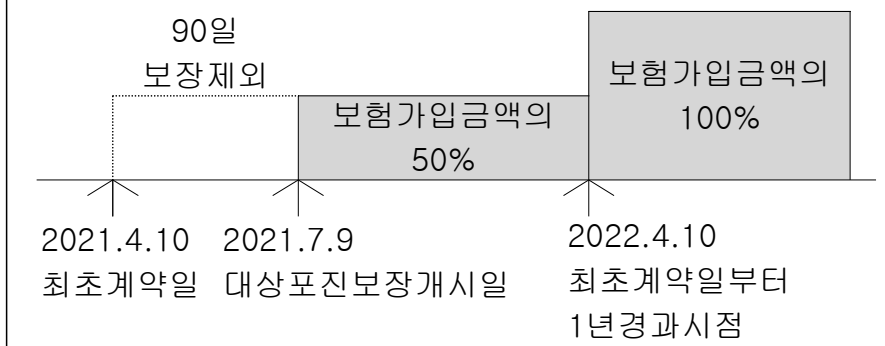 90일
보장제외
보험가입금액의
50%
보험가입금액의
100%
2021.4.10
최초계약일
2021.7.9
대상포진보장개시일
2022.4.10
최초계약일부터
1년경과시점